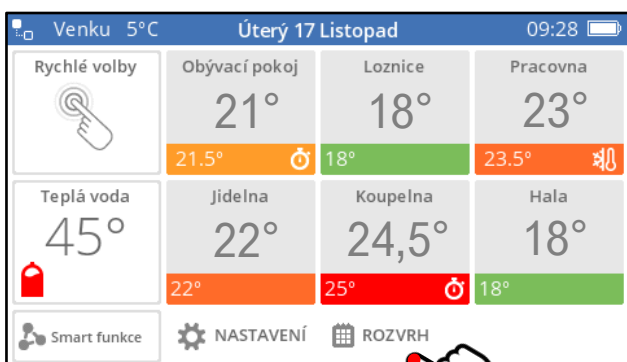 Venku 5°C Úterý 17 Listopad 09:28
Rychlé volby Obývací pokoj Loznice Pracovna
21° 18° 23°
21.5° 18° 23.5°
Teplá voda Jidelna Koupelna Hala
45° 22° 24,5° 18°
22° 25° 18°
Smart funkce NASTAVENÍ ROZVRH